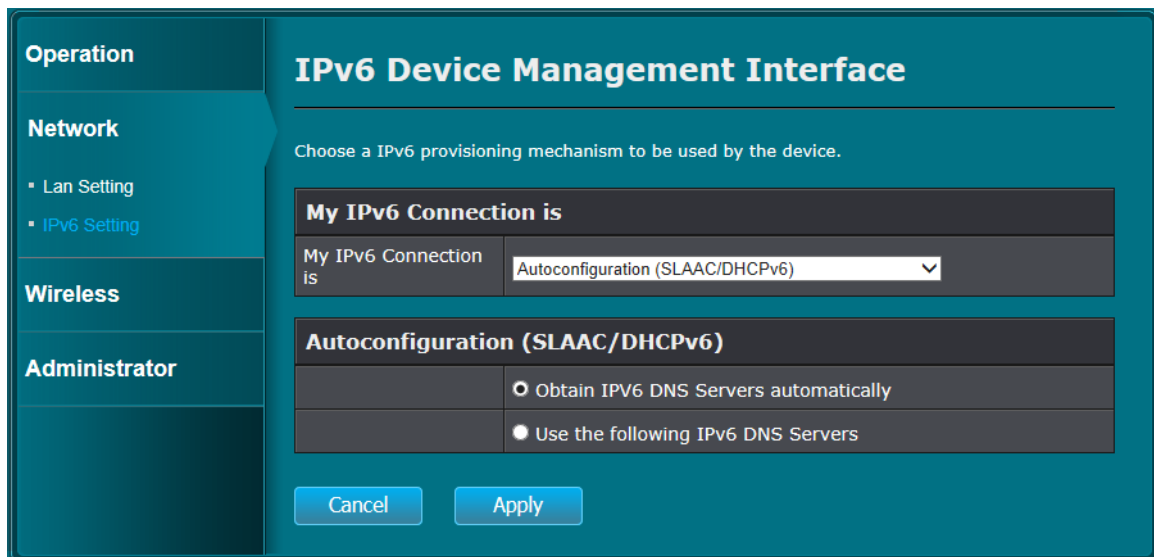 Operation
Network
Lan Setting
IPv6 Setting
Wireless
Administrator
IPv6 Device Management Interface
Choose a IPv6 provisioning mechanism to be used by the device.
My IPv6 Connection is
My IPv6 Connection
is
Autoconfiguration (SLAAC/DHCPv6)
Autoconfiguration (SLAAC/DHCPv6)
Obtain IPV6 DNS Servers automatically
Use the following IPv6 DNS Servers
Cancel
Apply